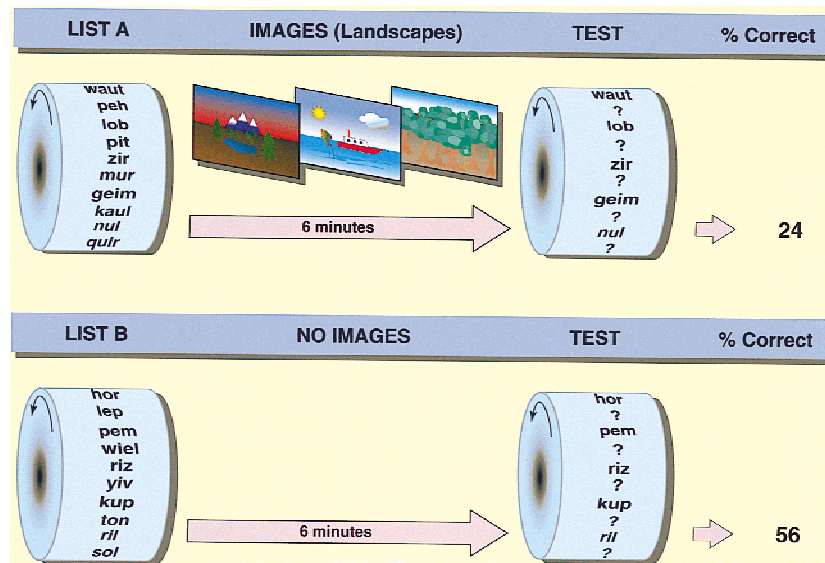 LIST A IMAGES (Landscapes) TEST % Correct
waut
peh
lob
pit
zir
mur
geim
kaul
nul
quir
6 minutes
waut
?
lob
?
zir
?
geim
?
nul
?
24
LIST B NO IMAGES TEST % Correct
hor
lep
pem
wiel
riz
yiv
kup
ton
ril
sol
6 minutes
hor
?
pem
?
riz
?
kup
?
ril
?
56